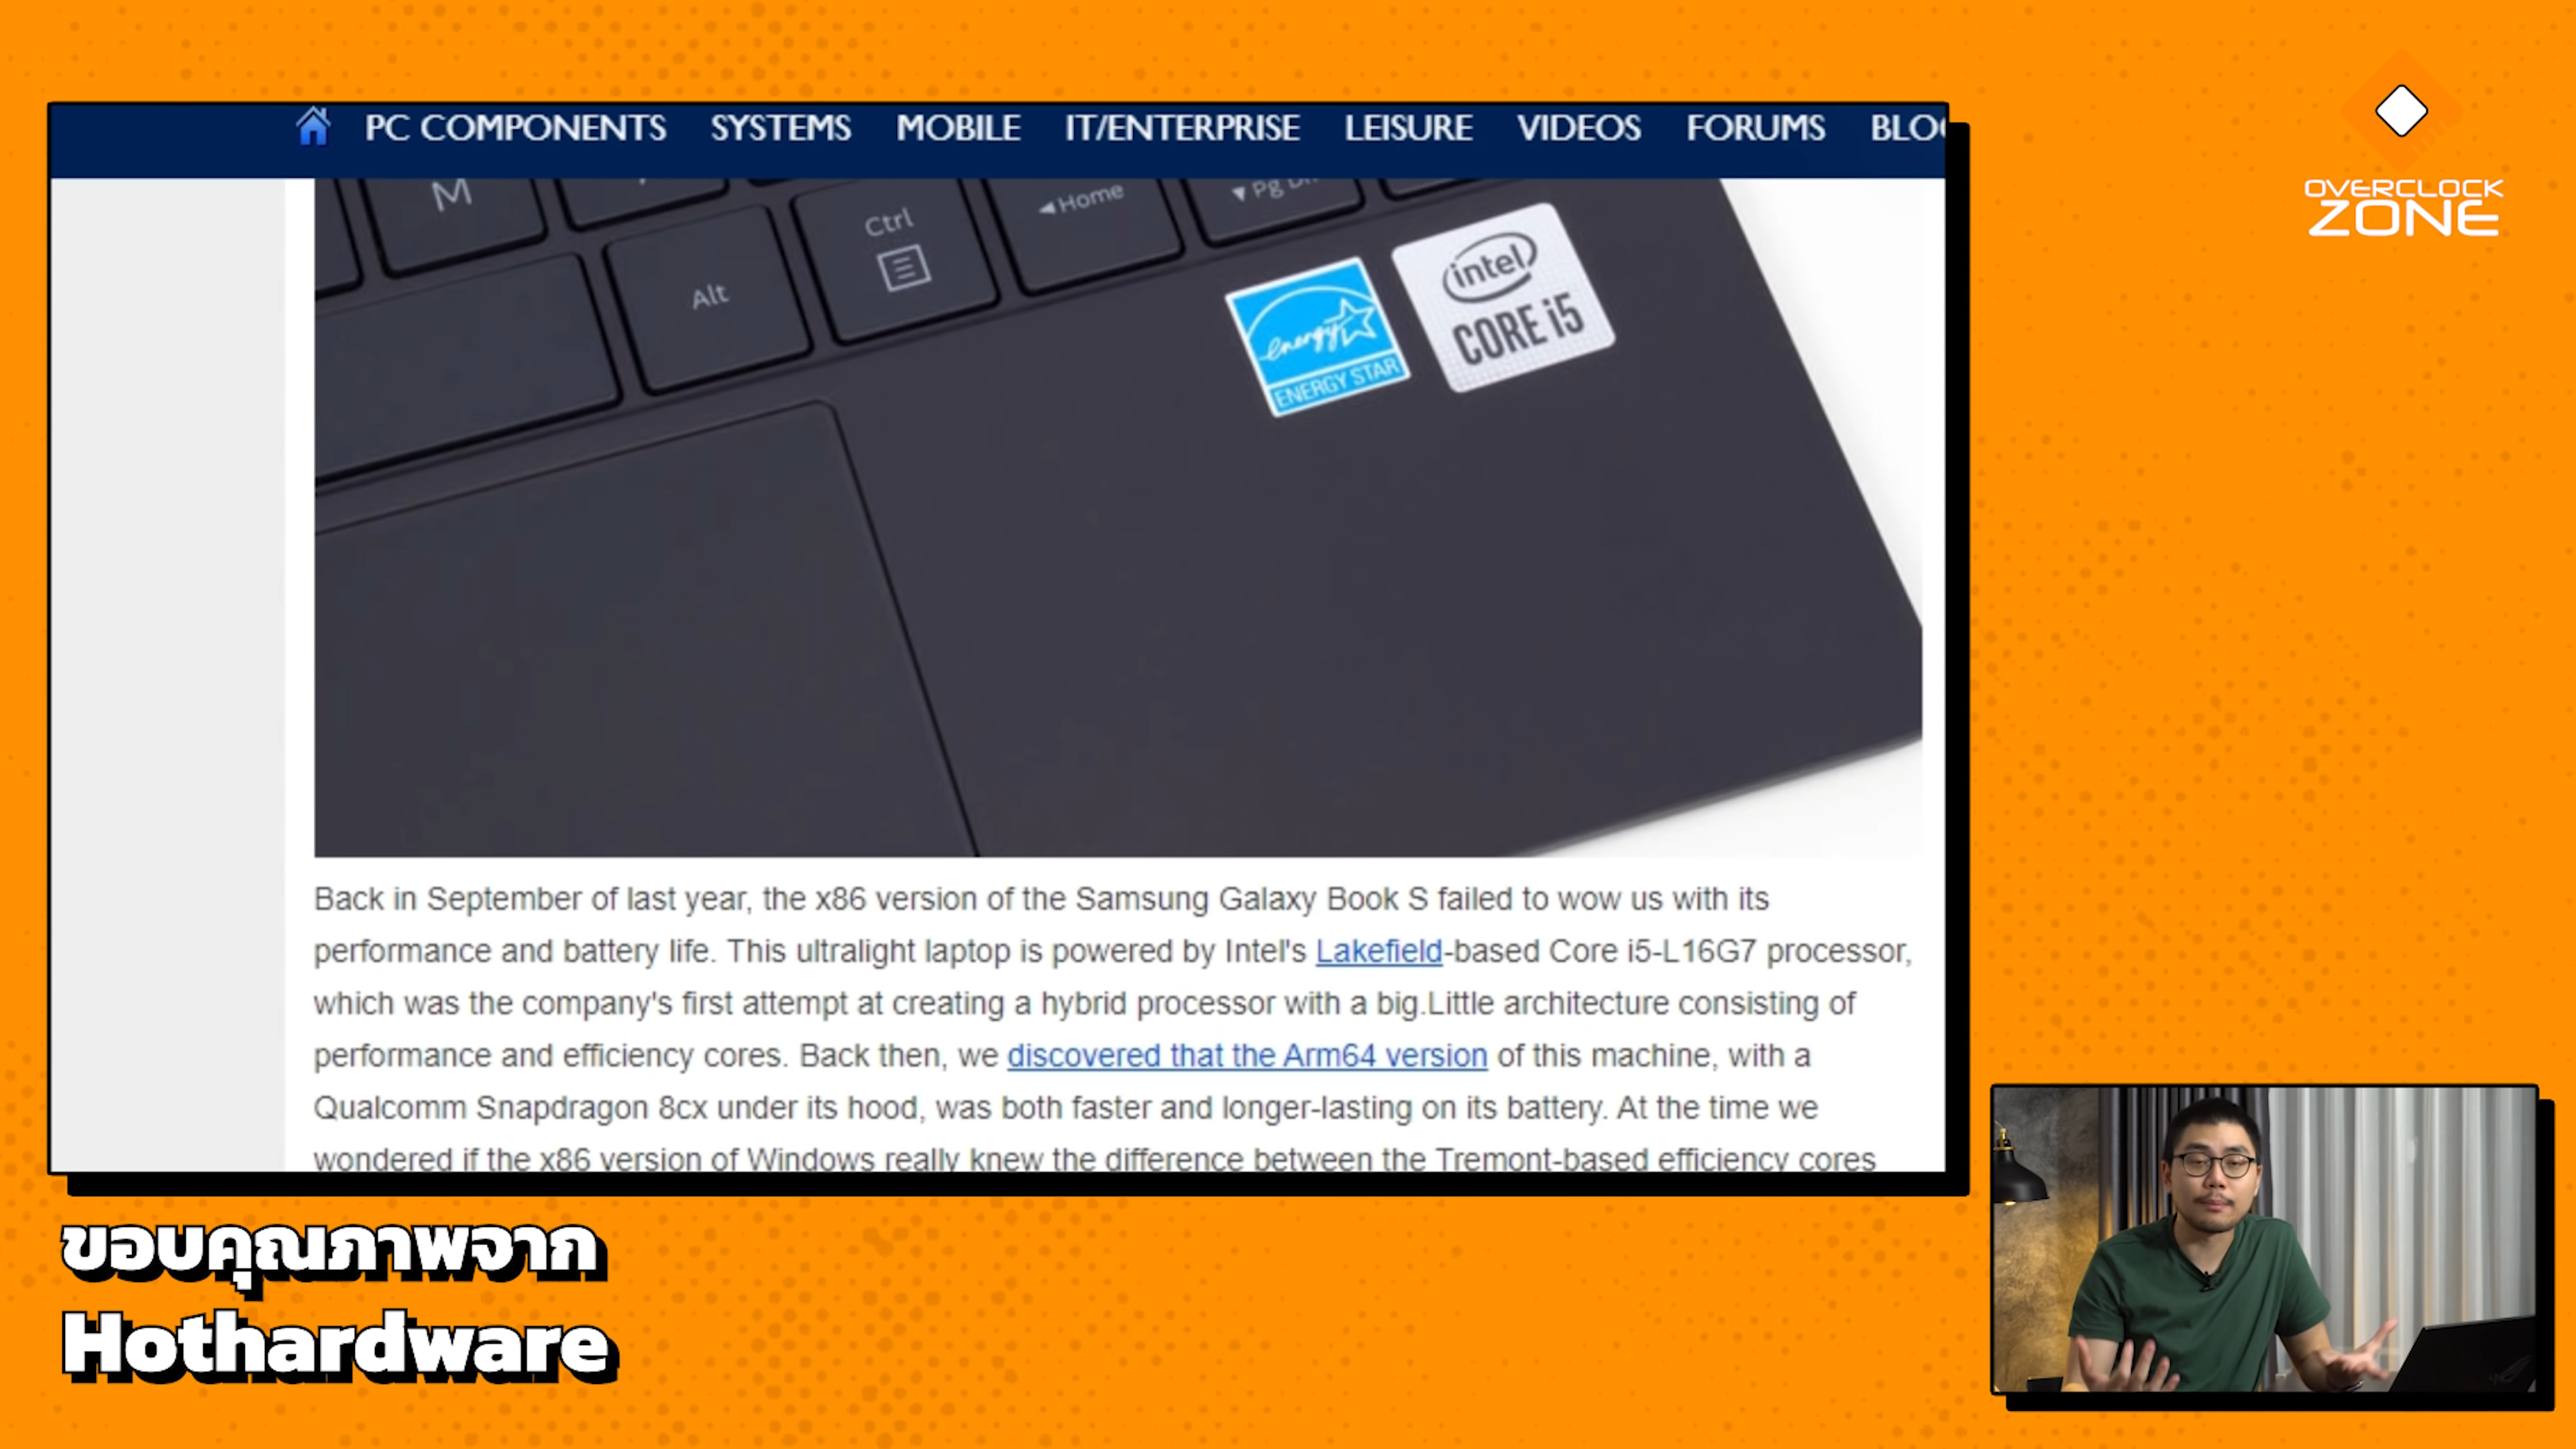 PC COMPONENTS SYSTEMS MOBILE IT/ENTERPRISE LEISURE VIDEOS FORUMS
OVERCLOCK
ZONE
M
Ctrl
Home
Pg
Alt
intel
CORE i5
energy
ENERGY STAR
Back in September of last year, the x86 version of the Samsung Galaxy Book S failed to wow us with its
performance and battery life. This ultralight laptop is powered by Intel's Lakefield-based Core i5-L16G7 processor,
which was the company's first attempt at creating a hybrid processor with a big.Little architecture consisting of
performance and efficiency cores. Back then, we discovered that the Arm64 version of this machine, with a
Qualcomm Snapdragon 8cx under its hood, was both faster and longer-lasting on its battery. At the time we
wondered if the x86 version of Windows really knew the difference between the Tremont-based efficiency cores
ขอบคุณภาพจาก
Hothardware